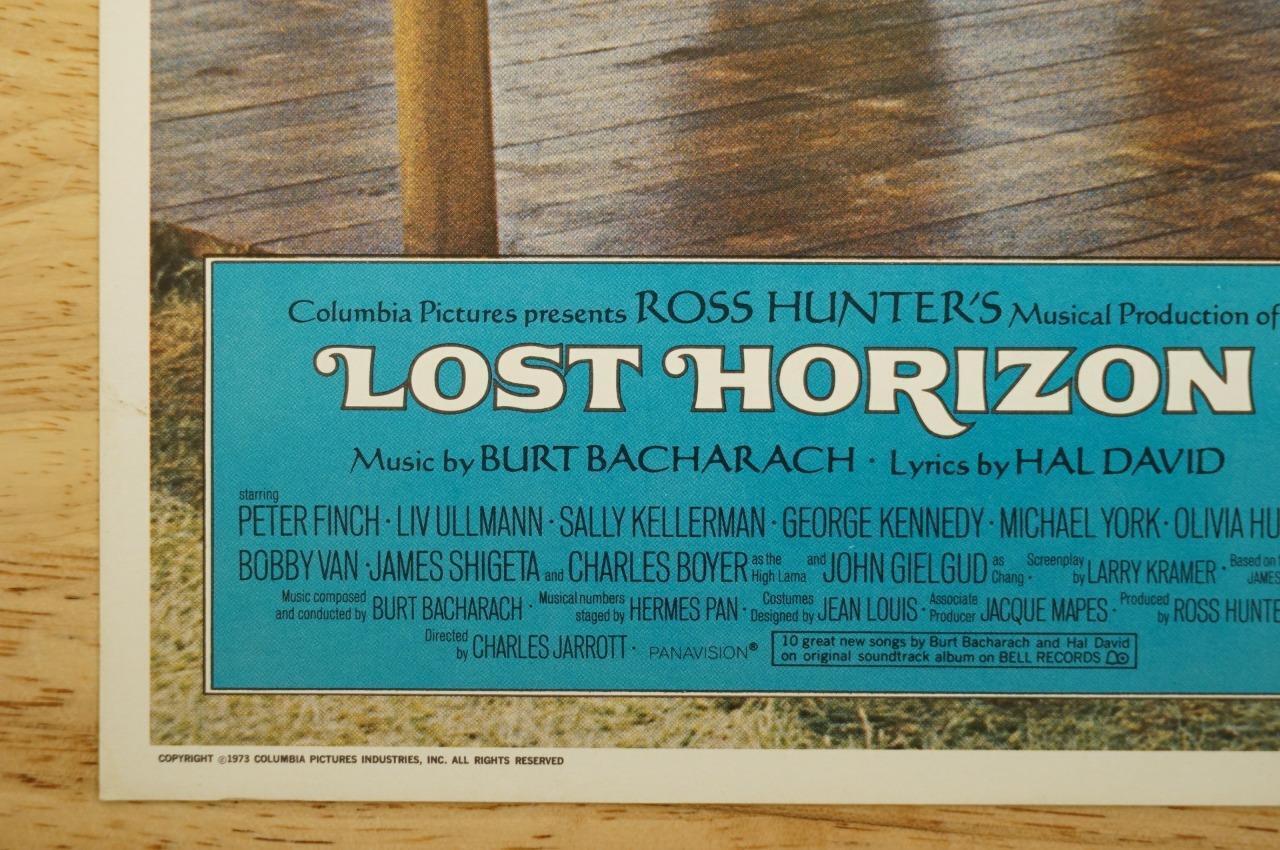 Columbia Pictures presents ROSS HUNTER'S Musical Production of
LOST HORIZON
Music by BURT BACHARACH · Lyrics by HAL DAVID
starring
PETER FINCH · LIV ULLMANN · SALLY KELLERMAN · GEORGE KENNEDY · MICHAEL YORK · OLIVIA HU
BOBBY VAN · JAMES SHIGETA and CHARLES BOYER as the High Lama and JOHN GIELGUD as Chang · Screenplay by LARRY KRAMER · Based on JAMES
Music composed and conducted by BURT BACHARACH · Musical numbers staged by HERMES PAN · Costumes Designed by JEAN LOUIS · Associate Producer JACQUE MAPES · Produced by ROSS HUNTE
Directed by CHARLES JARROTT · PANAVISION®
10 great new songs by Burt Bacharach and Hal David
on original soundtrack album on BELL RECORDS
COPYRIGHT ©1973 COLUMBIA PICTURES INDUSTRIES, INC. ALL RIGHTS RESERVED